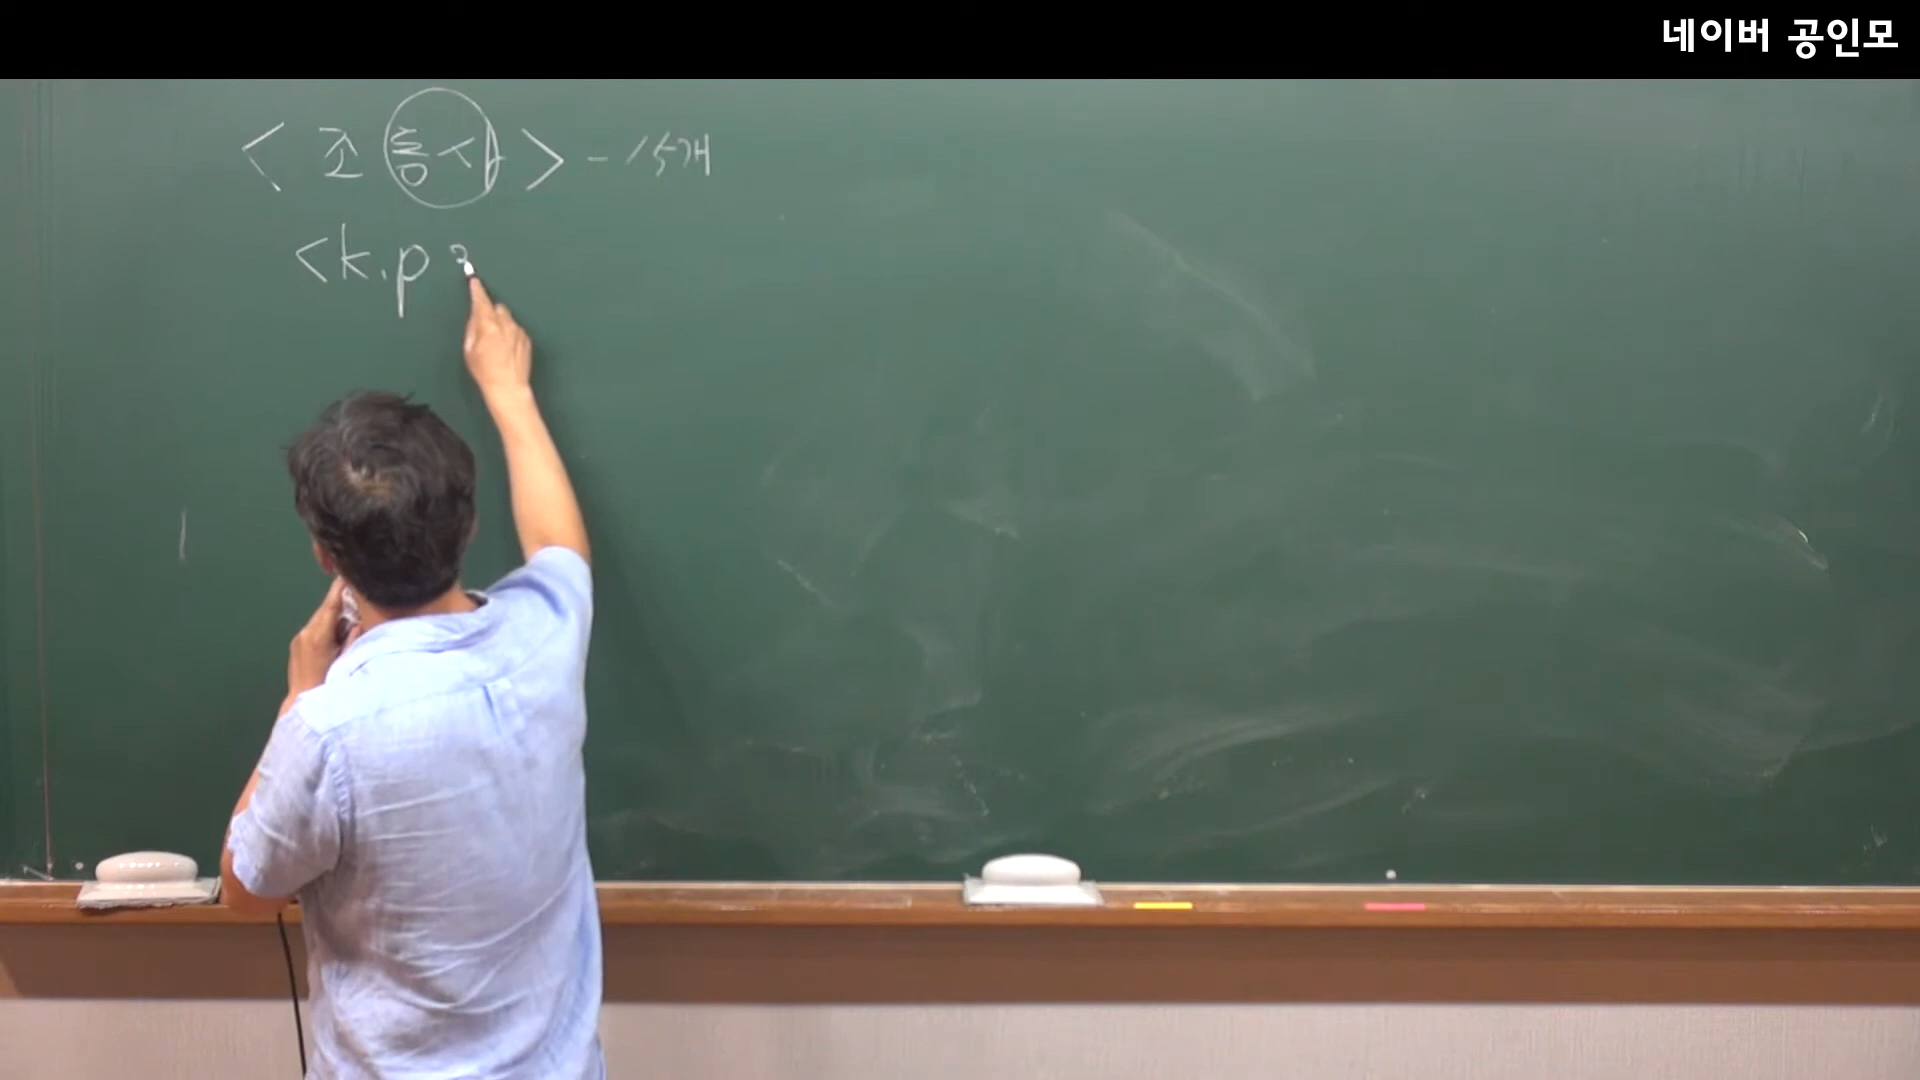 네이버 공인모
<조동사> - 15개
<k.p